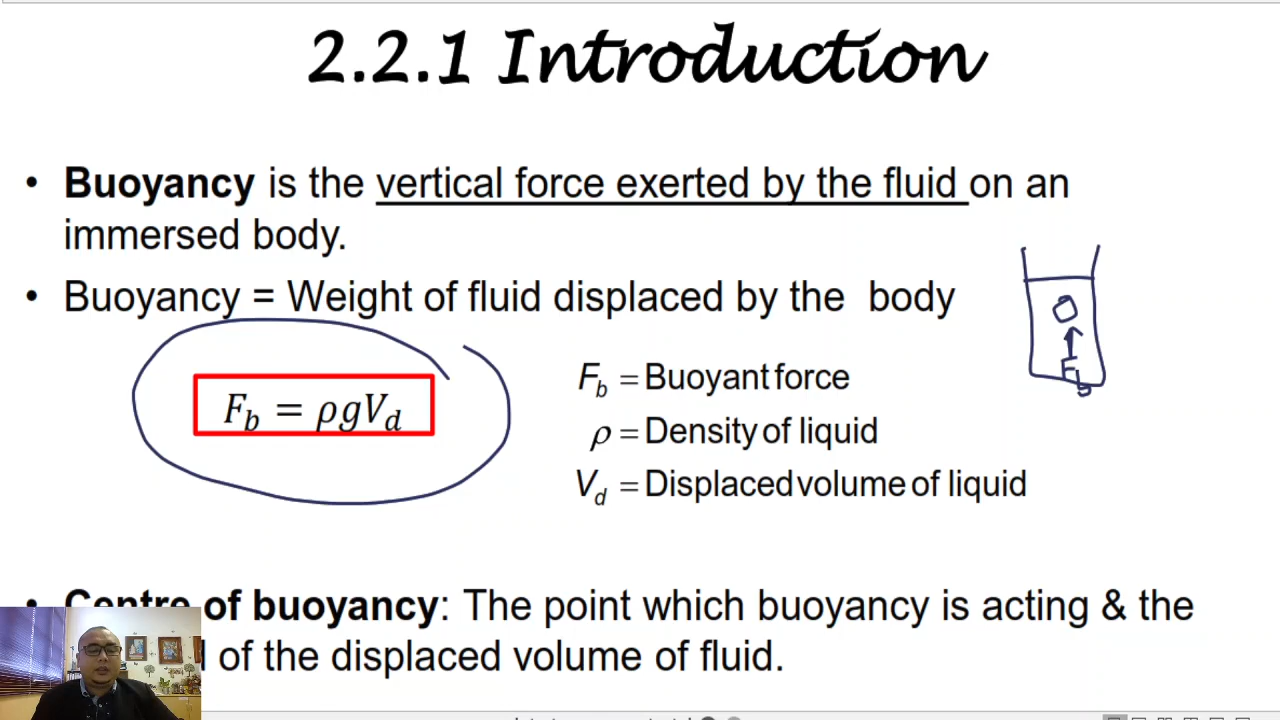 2.2.1 Introduction
• Buoyancy is the vertical force exerted by the fluid on an
immersed body.
• Buoyancy = Weight of fluid displaced by the body
F_b = ρgV_d
F_b = Buoyant force
ρ = Density of liquid
V_d = Displaced volume of liquid
F_b
• Centre of buoyancy: The point which buoyancy is acting & the
of the displaced volume of fluid.